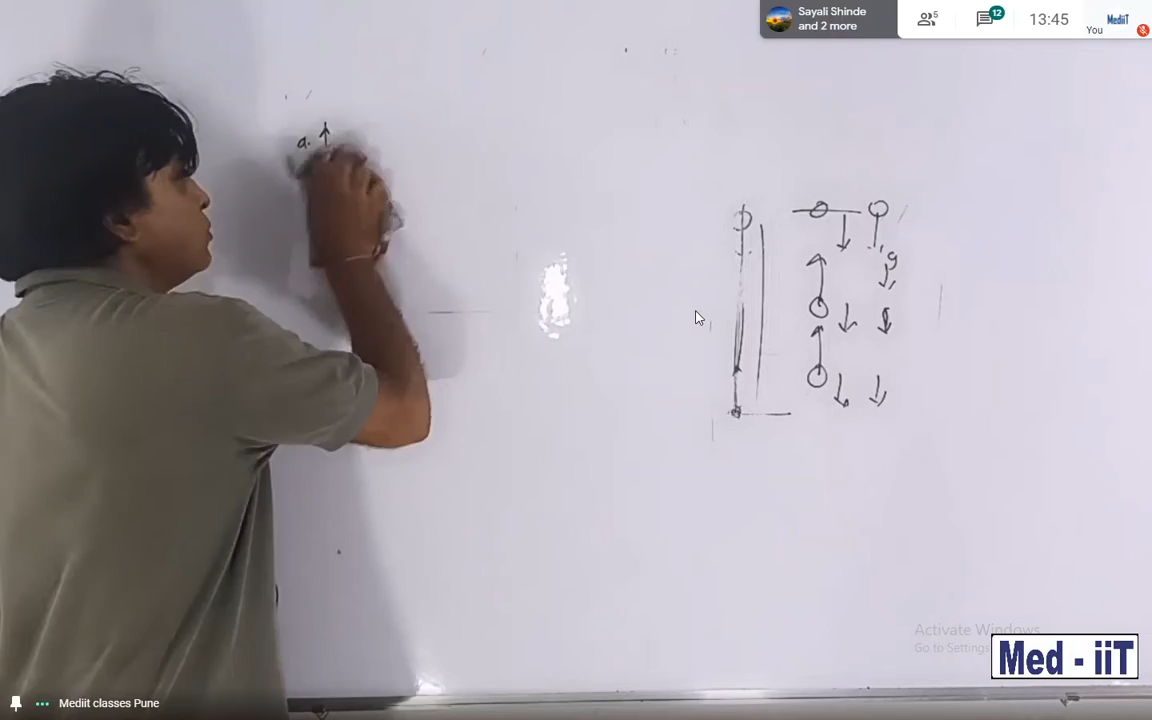 Sayali Shinde
and 2 more
5
12
13:45
MediiT
You
a
g
Activate Windows
Go to Settings
Med - iiT
Mediit classes Pune